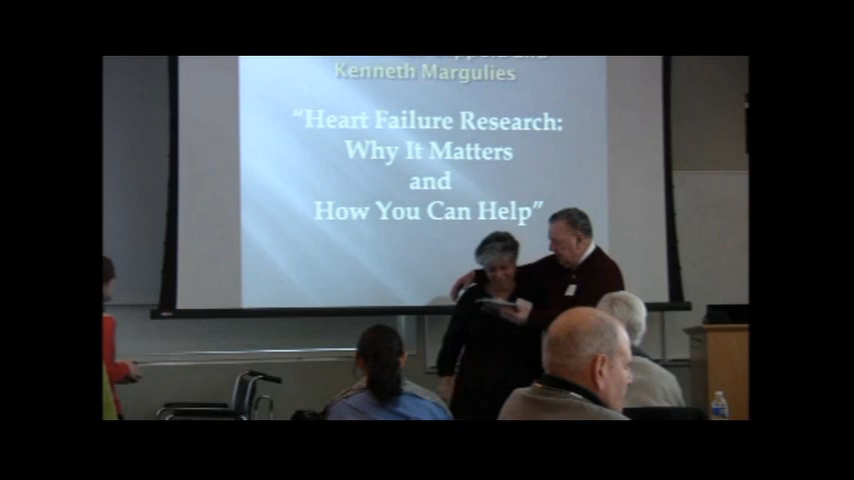 Kenneth Margulies
“Heart Failure Research:
Why It Matters
and
How You Can Help”